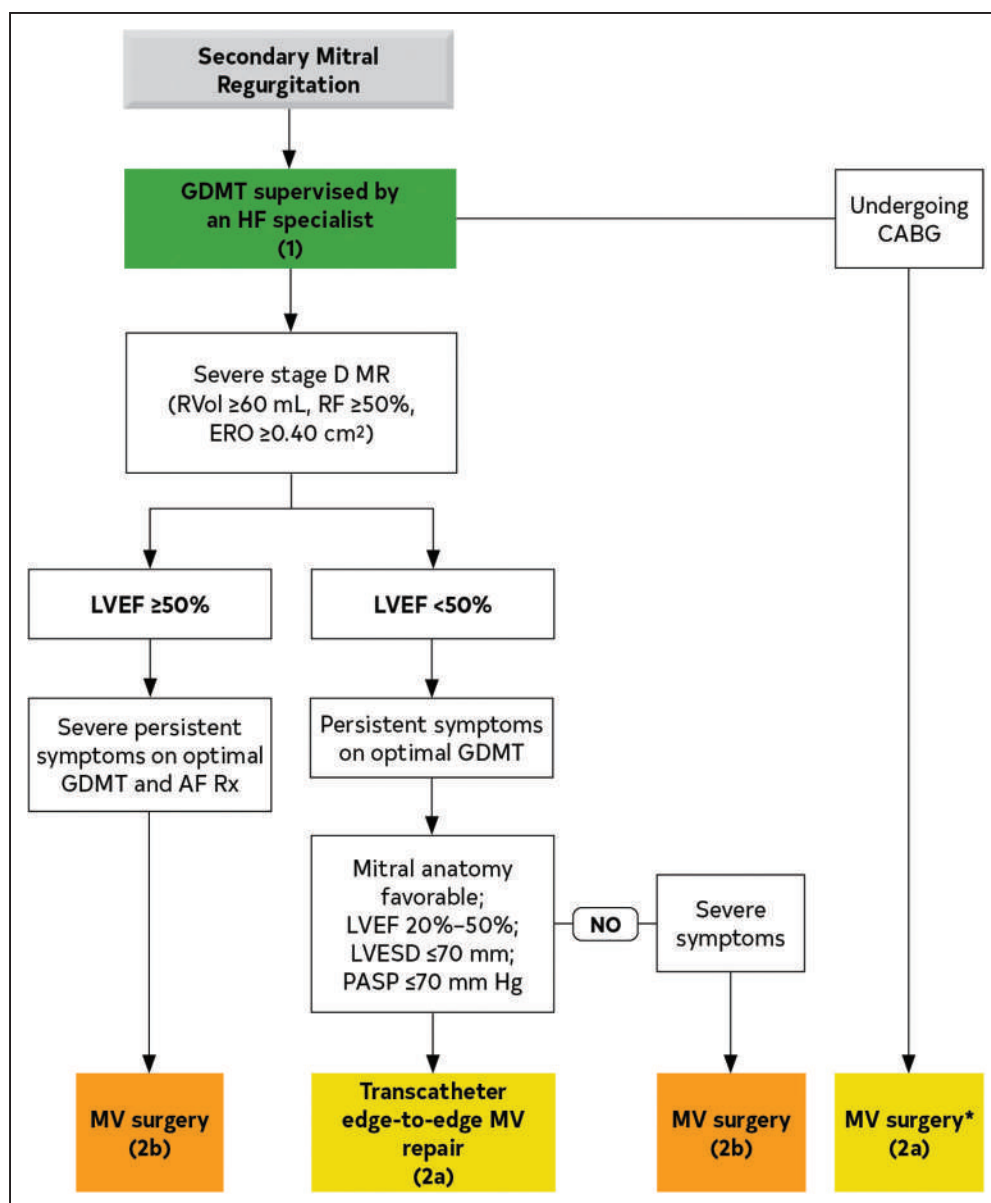 Secondary Mitral
Regurgitation
GDMT supervised by
an HF specialist
(1)
Undergoing
CABG
Severe stage D MR
(RVol ≥60 mL, RF ≥50%,
ERO ≥0.40 cm²)
LVEF ≥50%
LVEF <50%
Severe persistent
symptoms on optimal
GDMT and AF Rx
Persistent symptoms
on optimal GDMT
Mitral anatomy
favorable;
LVEF 20%–50%;
LVESD ≤70 mm;
PASP ≤70 mm Hg
NO
Severe
symptoms
MV surgery
(2b)
Transcatheter
edge-to-edge MV
repair
(2a)
MV surgery
(2b)
MV surgery*
(2a)